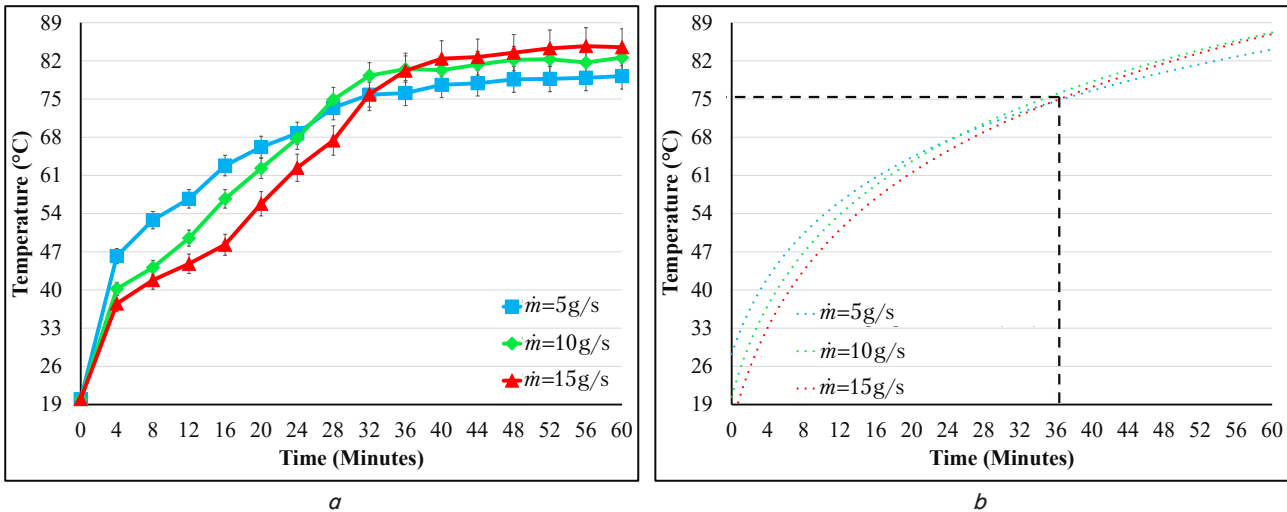 89
82
75
68
61
54
47
40
33
26
19
Temperature (°C)
0 4 8 12 16 20 24 28 32 36 40 44 48 52 56 60
Time (Minutes)
ṁ=5g/s
ṁ=10g/s
ṁ=15g/s
a
89
82
75
68
61
54
47
40
33
26
19
Temperature (°C)
0 4 8 12 16 20 24 28 32 36 40 44 48 52 56 60
Time (Minutes)
ṁ=5g/s
ṁ=10g/s
ṁ=15g/s
b